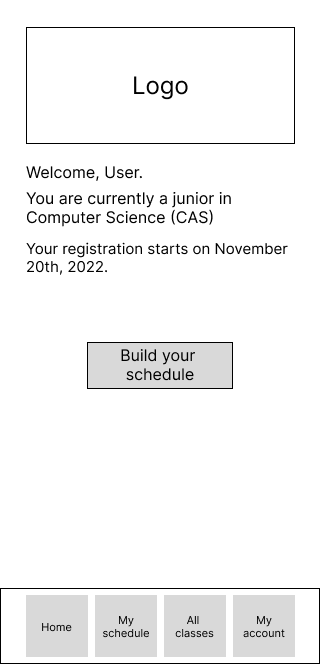 Logo
Welcome, User.
You are currently a junior in
Computer Science (CAS)
Your registration starts on November
20th, 2022.
Build your
schedule
Home
My
schedule
All
classes
My
account